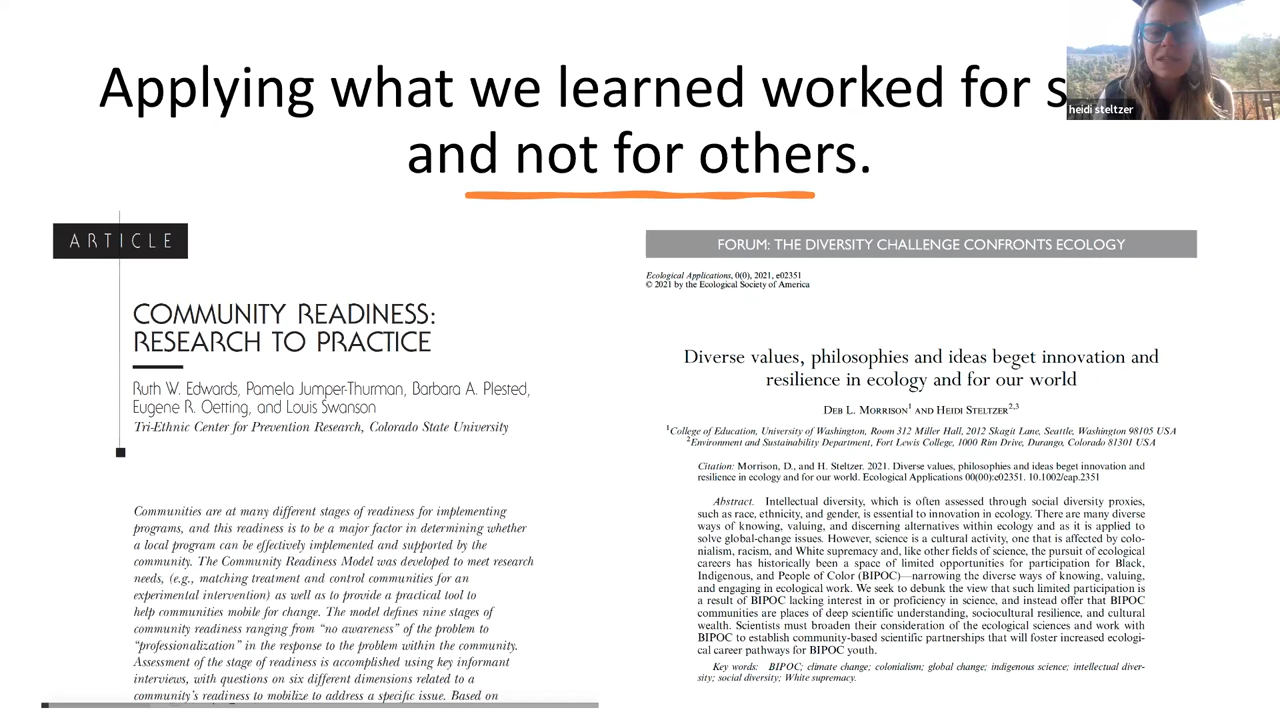 Applying what we learned worked for s
and not for others.
heidi steltzer
ARTICLE
COMMUNITY READINESS:
RESEARCH TO PRACTICE
Ruth W. Edwards, Pamela Jumper-Thurman, Barbara A. Plested,
Eugene R. Oetting, and Louis Swanson
Tri-Ethnic Center for Prevention Research, Colorado State University
Communities are at many different stages of readiness for implementing
programs, and this readiness is to be a major factor in determining whether
a local program can be effectively implemented and supported by the
community. The Community Readiness Model was developed to meet research
needs, (e.g., matching treatment and control communities for an
experimental intervention) as well as to provide a practical tool to
help communities mobile for change. The model defines nine stages of
community readiness ranging from “no awareness” of the problem to
“professionalization” in the response to the problem within the community.
Assessment of the stage of readiness is accomplished using key informant
interviews, with questions on six different dimensions related to a
community's readiness to mobilize to address a specific issue. Based on
FORUM: THE DIVERSITY CHALLENGE CONFRONTS ECOLOGY
Ecological Applications, 0(0), 2021, e02351
© 2021 by the Ecological Society of America
Diverse values, philosophies and ideas beget innovation and
resilience in ecology and for our world
DEB L. MORRISON1 AND HEIDI STELTZER2,3
1College of Education, University of Washington, Room 312 Miller Hall, 2012 Skagit Lane, Seattle, Washington 98105 USA
2Environment and Sustainability Department, Fort Lewis College, 1000 Rim Drive, Durango, Colorado 81301 USA
Citation: Morrison, D., and H. Steltzer. 2021. Diverse values, philosophies and ideas beget innovation and
resilience in ecology and for our world. Ecological Applications 00(00):e02351. 10.1002/eap.2351
Abstract. Intellectual diversity, which is often assessed through social diversity proxies,
such as race, ethnicity, and gender, is essential to innovation in ecology. There are many diverse
ways of knowing, valuing, and discerning alternatives within ecology and as it is applied to
solve global-change issues. However, science is a cultural activity, one that is affected by colo-
nialism, racism, and White supremacy and, like other fields of science, the pursuit of ecological
careers has historically been a space of limited opportunities for participation for Black,
Indigenous, and People of Color (BIPOC)—narrowing the diverse ways of knowing, valuing,
and engaging in ecological work. We seek to debunk the view that such limited participation is
a result of BIPOC lacking interest in or proficiency in science, and instead offer that BIPOC
communities are places of deep scientific understanding, sociocultural resilience, and cultural
wealth. Scientists must broaden their consideration of the ecological sciences and work with
BIPOC to establish community-based scientific partnerships that will foster increased ecologi-
cal career pathways for BIPOC youth.
Key words: BIPOC; climate change; colonialism; global change; indigenous science; intellectual diver-
sity; social diversity; White supremacy.